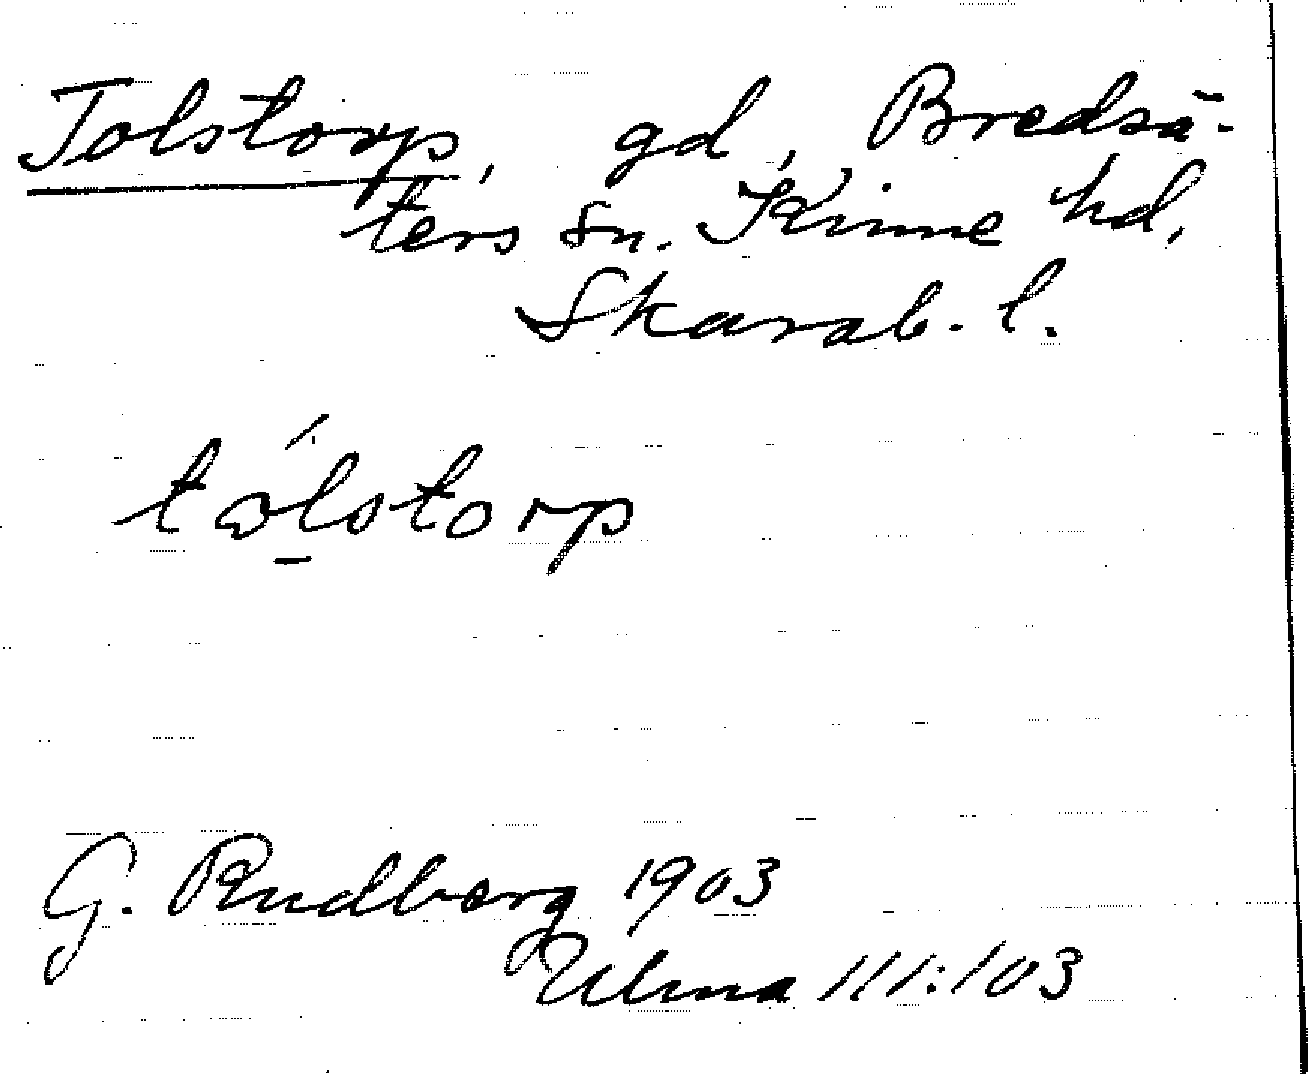 Tolstorp, gd, Bredsä-
ters sn. Kinne hd,
Skarab. l.
tólstorp
G. Rudberg 1903
Ulma 111:103